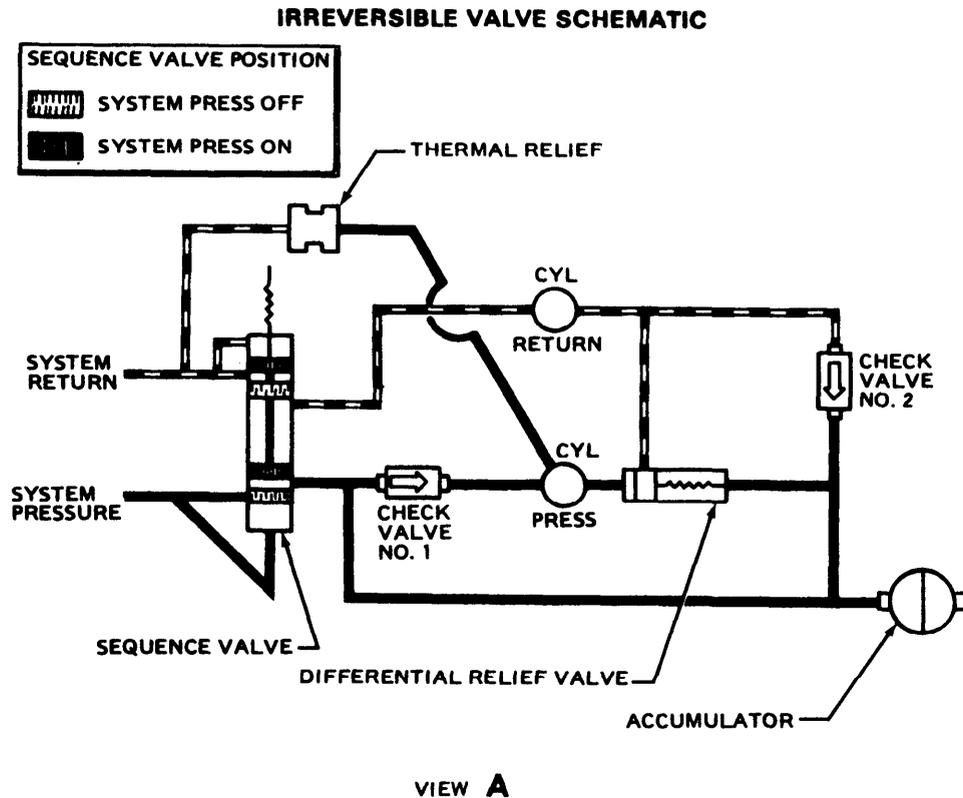 IRREVERSIBLE VALVE SCHEMATIC
SEQUENCE VALVE POSITION
SYSTEM PRESS OFF
SYSTEM PRESS ON
THERMAL RELIEF
CYL
RETURN
SYSTEM
RETURN
CHECK
VALVE
NO. 2
CYL
PRESS
SYSTEM
PRESSURE
CHECK
VALVE
NO. 1
SEQUENCE VALVE
DIFFERENTIAL RELIEF VALVE
ACCUMULATOR
VIEW A